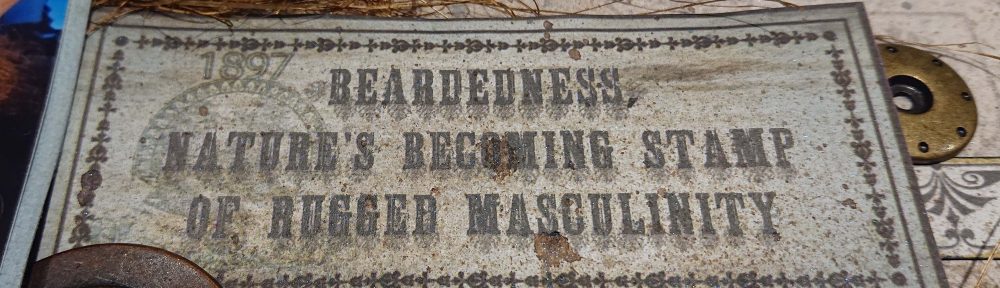 1897
BEARDEDNESS,
NATURE'S BECOMING STAMP
OF RUGGED MASCULINITY